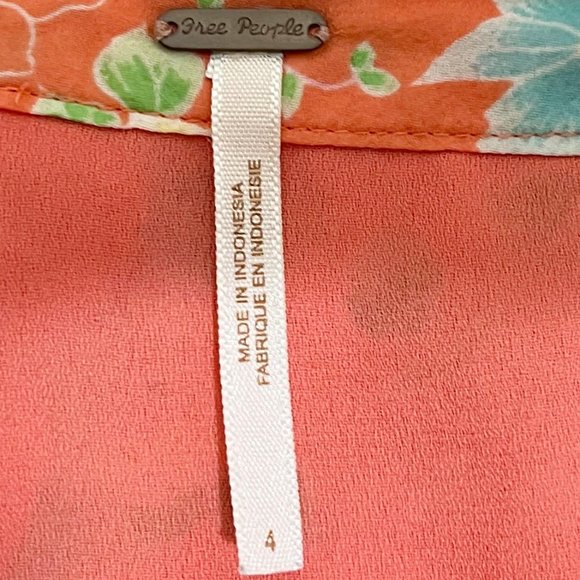 Free People
MADE IN INDONESIA
FABRIQUE EN INDONESIE
4